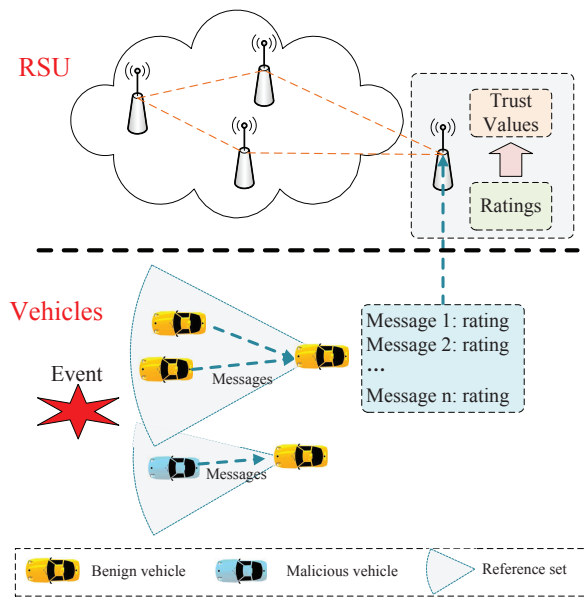 RSU
Trust
Values
Ratings
Vehicles
Event
Messages
Messages
Message 1: rating
Message 2: rating
...
Message n: rating
Benign vehicle
Malicious vehicle
Reference set